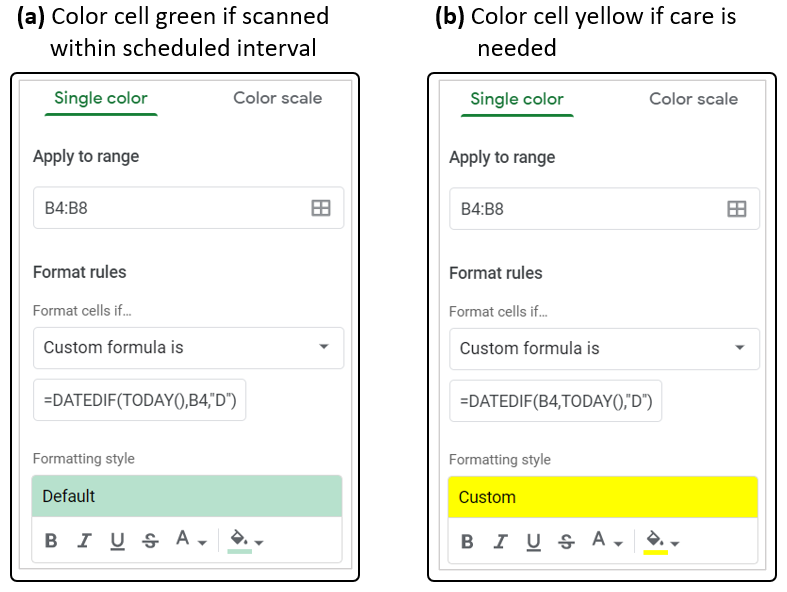 (a) Color cell green if scanned
within scheduled interval
Single color Color scale
Apply to range
B4:B8
Format rules
Format cells if...
Custom formula is
=DATEDIF(TODAY(),B4,"D")
Formatting style
Default
B I U S A
(b) Color cell yellow if care is
needed
Single color Color scale
Apply to range
B4:B8
Format rules
Format cells if...
Custom formula is
=DATEDIF(B4,TODAY(),"D")
Formatting style
Custom
B I U S A